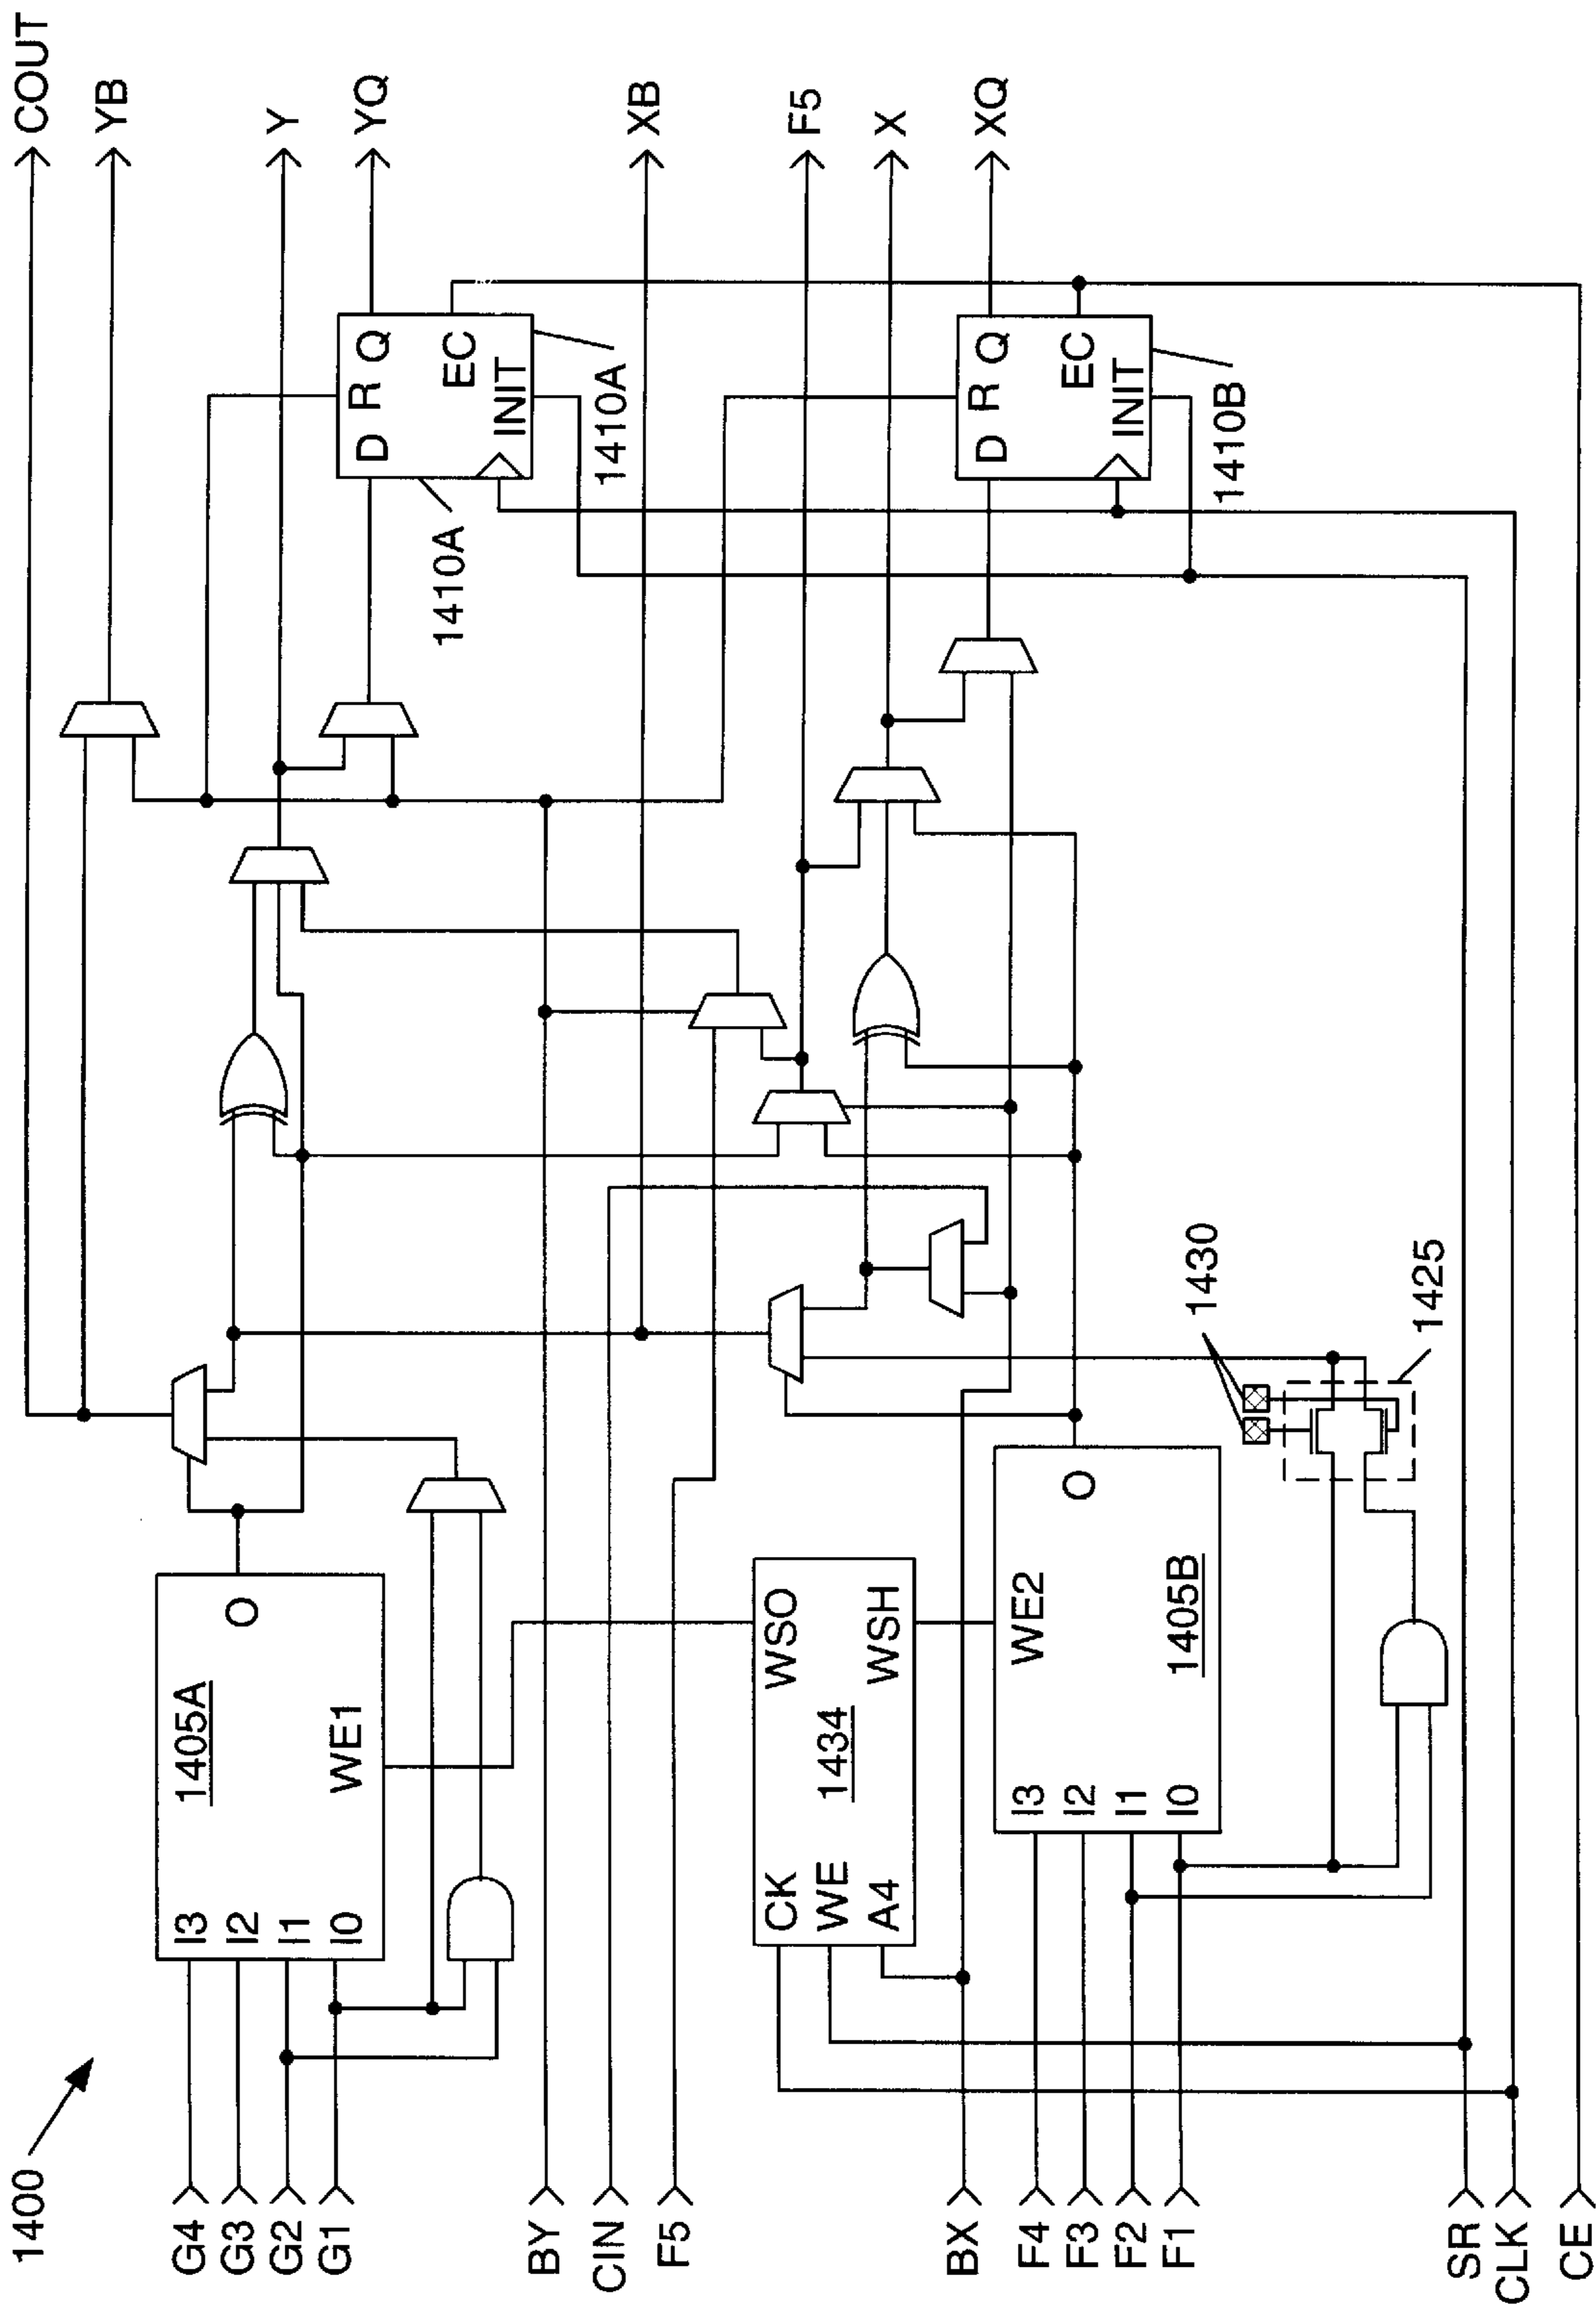 1400
G4
G3
G2
G1
BY
CIN
F5
BX
F4
F3
F2
F1
SR
CLK
CE
I3
I2
I1
I0
1405A
WE1
O
CK
WE
A4
1434
WSO
WSH
I3
I2
I1
I0
WE2
1405B
O
1430
1425
1410A
D R Q
EC
INIT
1410A
D R Q
EC
INIT
1410B
COUT
YB
Y
YQ
XB
F5
X
XQ